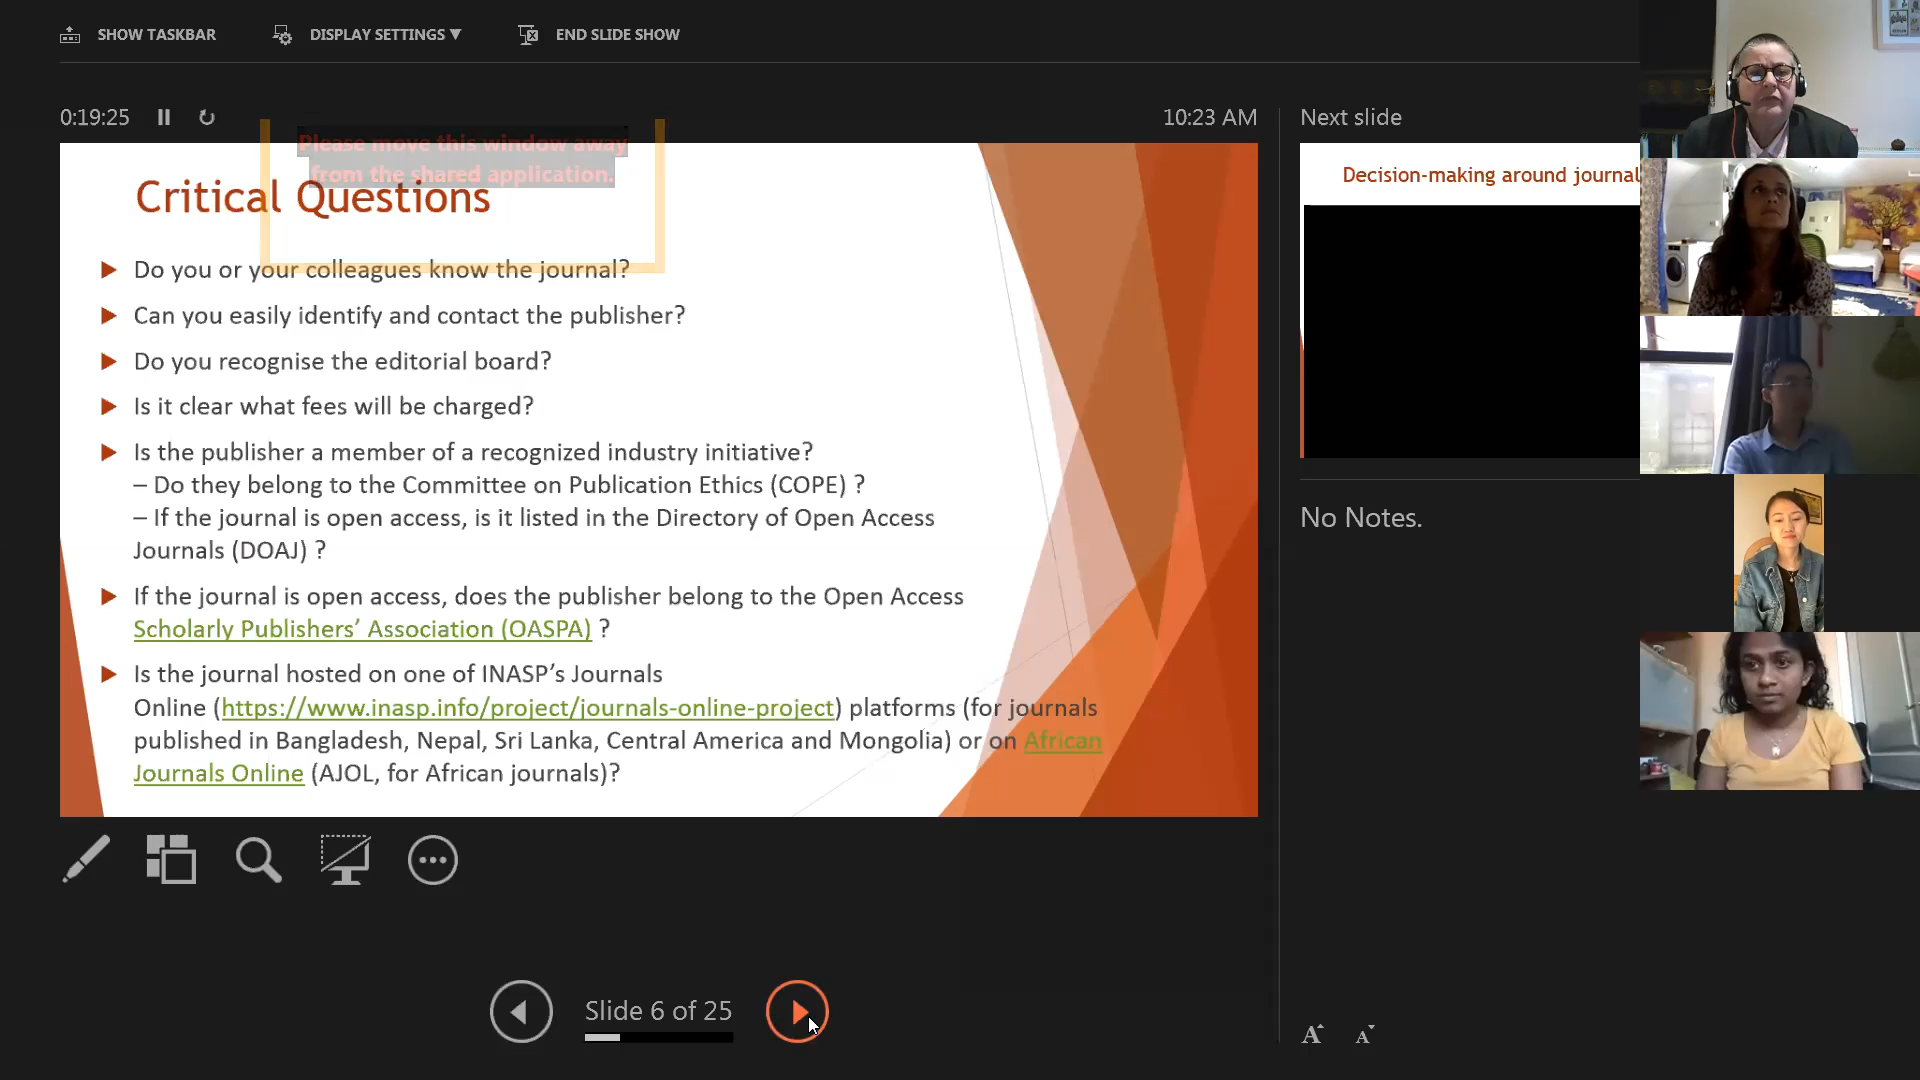 SHOW TASKBAR
DISPLAY SETTINGS ▼
END SLIDE SHOW
0:19:25
10:23 AM
Next slide
Please move this window away
from the shared application.
Critical Questions
Do you or your colleagues know the journal?
Can you easily identify and contact the publisher?
Do you recognise the editorial board?
Is it clear what fees will be charged?
Is the publisher a member of a recognized industry initiative?
– Do they belong to the Committee on Publication Ethics (COPE) ?
– If the journal is open access, is it listed in the Directory of Open Access
Journals (DOAJ) ?
If the journal is open access, does the publisher belong to the Open Access
Scholarly Publishers’ Association (OASPA) ?
Is the journal hosted on one of INASP’s Journals
Online (https://www.inasp.info/project/journals-online-project) platforms (for journals
published in Bangladesh, Nepal, Sri Lanka, Central America and Mongolia) or on African
Journals Online (AJOL, for African journals)?
Decision-making around journal
No Notes.
Slide 6 of 25
A A